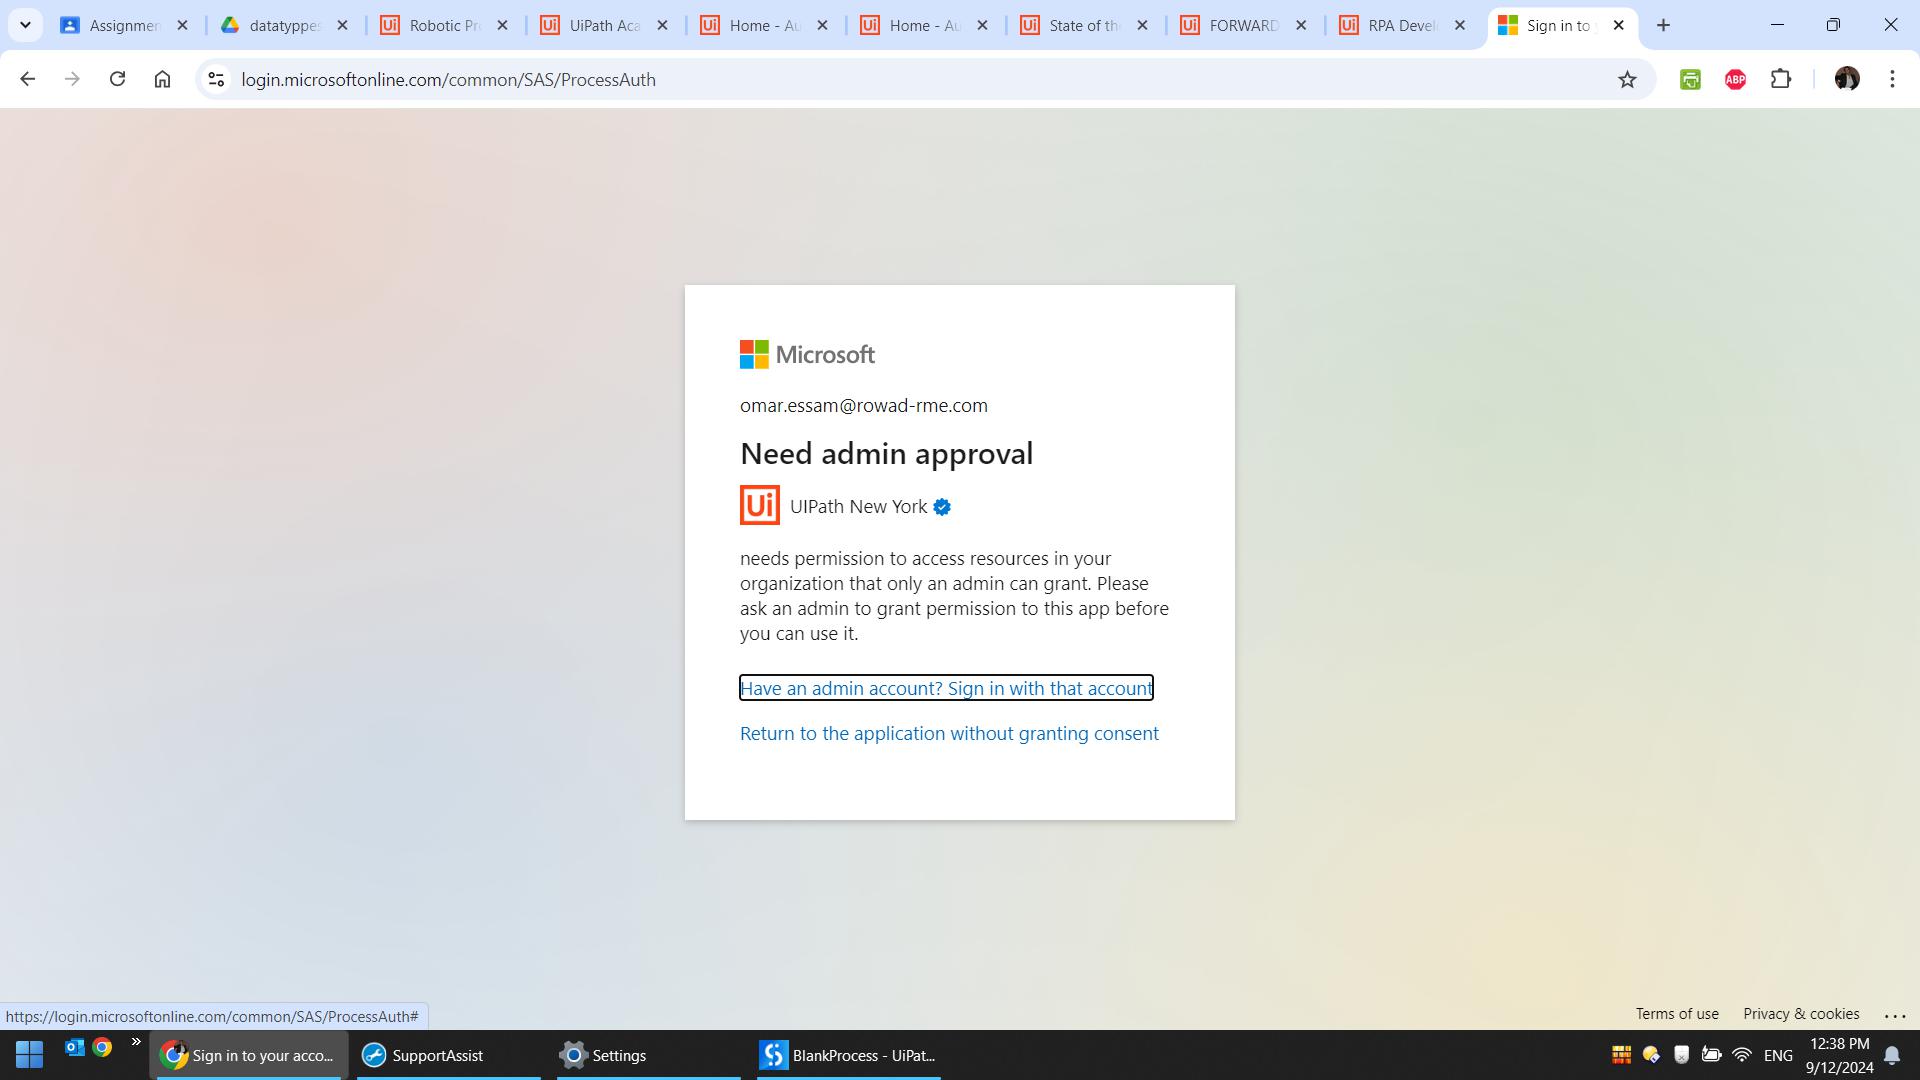 Assignmen
datatyppes
Robotic Pr
UiPath Aca
Home - Au
Home - Au
State of the
FORWARD
RPA Devel
Sign in to
login.microsoftonline.com/common/SAS/ProcessAuth
ABP
Microsoft
omar.essam@rowad-rme.com
Need admin approval
Ui UIPath New York
needs permission to access resources in your
organization that only an admin can grant. Please
ask an admin to grant permission to this app before
you can use it.
Have an admin account? Sign in with that account
Return to the application without granting consent
https://login.microsoftonline.com/common/SAS/ProcessAuth#
Terms of use Privacy & cookies ...
Sign in to your acco...
SupportAssist
Settings
BlankProcess - UiPat...
ENG
12:38 PM
9/12/2024